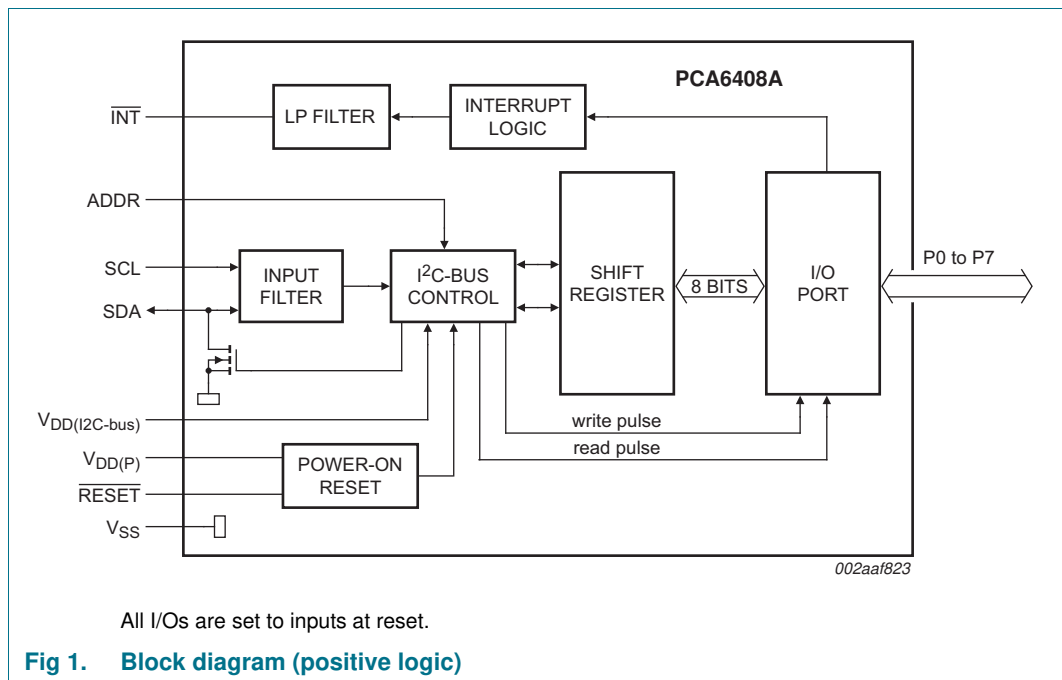 PCA6408A
INT
LP FILTER
INTERRUPT
LOGIC
ADDR
SCL
SDA
INPUT
FILTER
I2C-BUS
CONTROL
SHIFT
REGISTER
8 BITS
I/O
PORT
P0 to P7
VDD(I2C-bus)
write pulse
read pulse
VDD(P)
RESET
POWER-ON
RESET
VSS
002aaf823
All I/Os are set to inputs at reset.
Fig 1. Block diagram (positive logic)